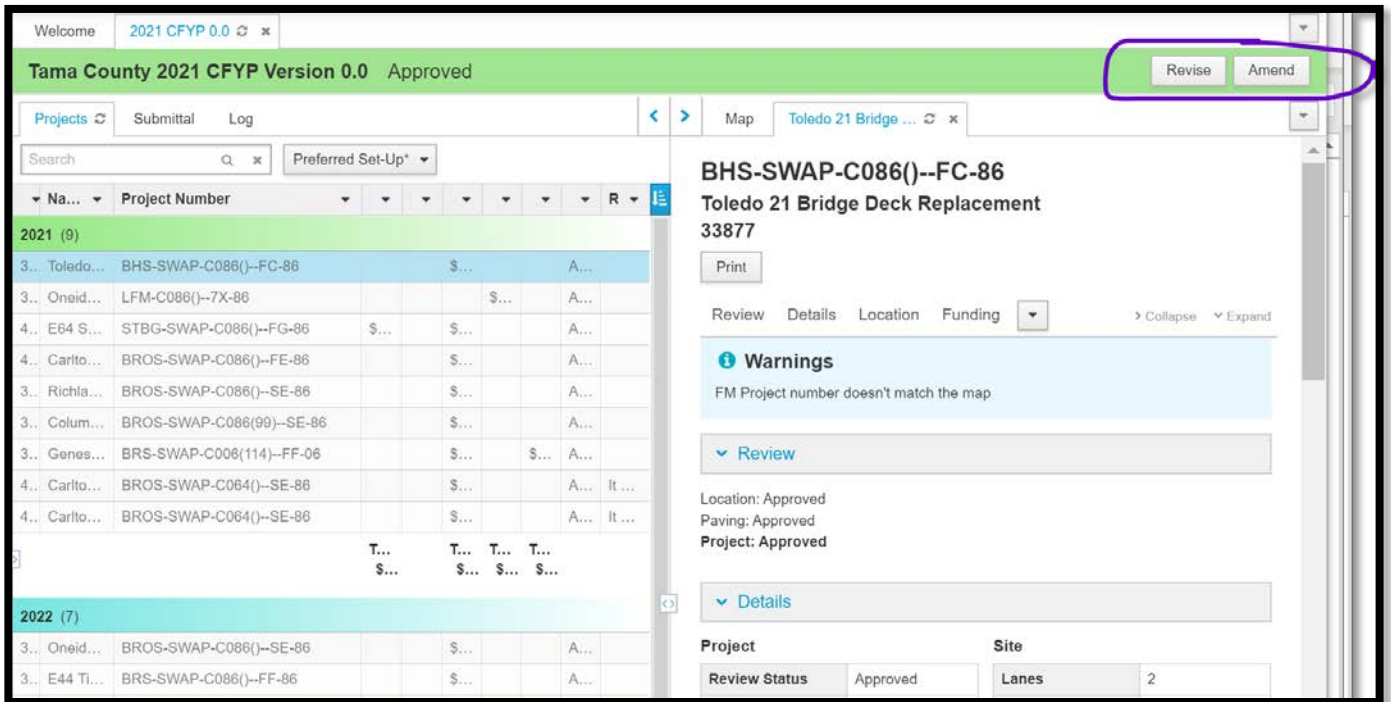 Welcome 2021 CFYP 0.0
Tama County 2021 CFYP Version 0.0 Approved Revise Amend
Projects Submittal Log
Search Preferred Set-Up*
Na... Project Number R
2021 (9)
3.. Toledo... BHS-SWAP-C086()--FC-86 $... A...
3.. Oneid... LFM-C086()--7X-86 $... A...
4.. E64 S... STBG-SWAP-C086()--FG-86 $... $... A...
4.. Carlto... BROS-SWAP-C086()--FE-86 $... A...
3.. Richla... BROS-SWAP-C086()--SE-86 $... A...
3.. Colum... BROS-SWAP-C086(99)--SE-86 $... A...
3.. Genes... BRS-SWAP-C006(114)--FF-06 $... $... A...
4.. Carlto... BROS-SWAP-C064()--SE-86 $... A... It ...
4.. Carlto... BROS-SWAP-C064()--SE-86 $... A... It ...
T... T... T... T...
$... $... $... $...
2022 (7)
3.. Oneid... BROS-SWAP-C086()--SE-86 $... A...
3.. E44 Ti... BRS-SWAP-C086()--FF-86 $... A...
Map Toledo 21 Bridge ...
BHS-SWAP-C086()--FC-86
Toledo 21 Bridge Deck Replacement
33877
Print
Review Details Location Funding Collapse Expand
Warnings
FM Project number doesn't match the map
Review
Location: Approved
Paving: Approved
Project: Approved
Details
Project Site
Review Status Approved Lanes 2